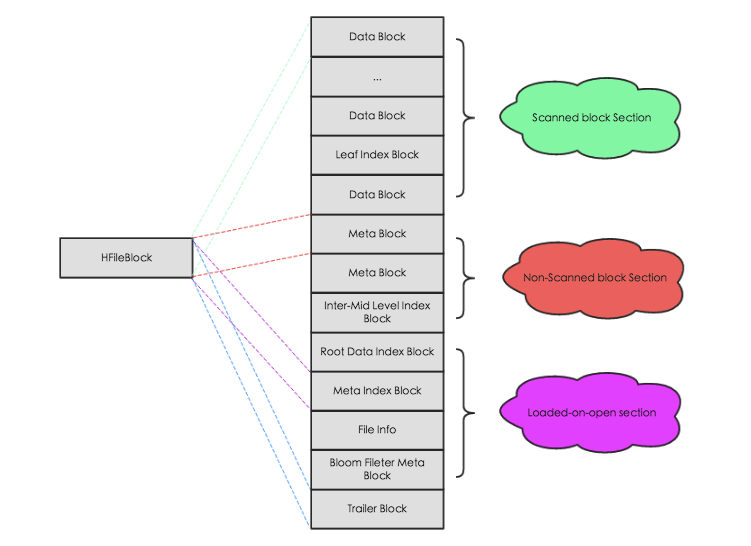 Data Block
...
Data Block
Leaf Index Block
Data Block
Meta Block
Meta Block
Inter-Mid Level Index
Block
Root Data Index Block
Meta Index Block
File Info
Bloom Fileter Meta
Block
Trailer Block
HFileBlock
Scanned block Section
Non-Scanned block Section
Loaded-on-open section